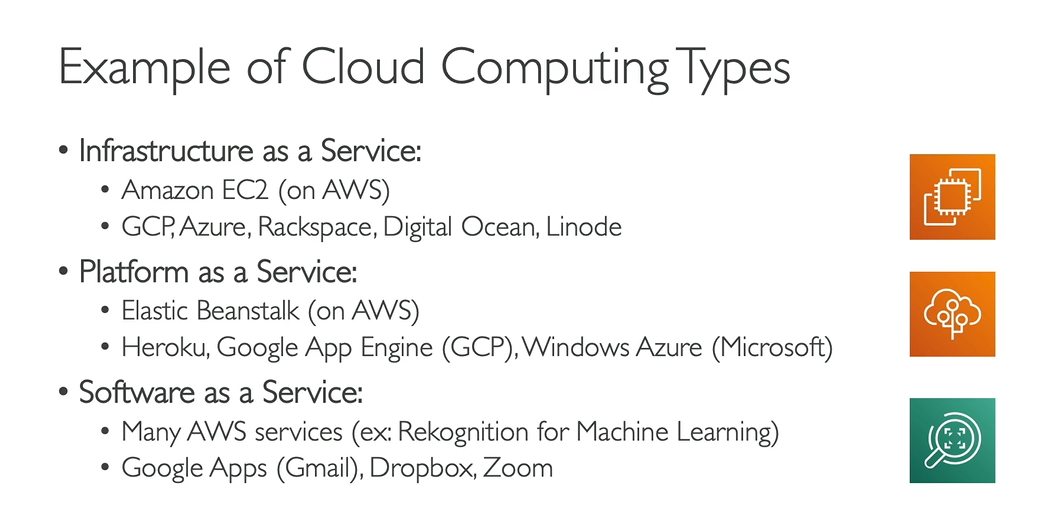 Example of Cloud Computing Types
• Infrastructure as a Service:
• Amazon EC2 (on AWS)
• GCP, Azure, Rackspace, Digital Ocean, Linode
• Platform as a Service:
• Elastic Beanstalk (on AWS)
• Heroku, Google App Engine (GCP), Windows Azure (Microsoft)
• Software as a Service:
• Many AWS services (ex: Rekognition for Machine Learning)
• Google Apps (Gmail), Dropbox, Zoom